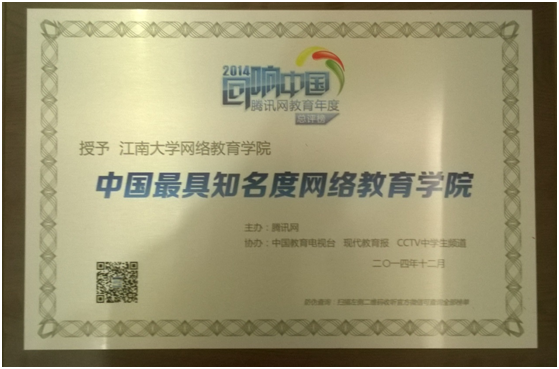 2014
回响中国
腾讯网教育年度
总评榜
授予 江南大学网络教育学院
中国最具知名度网络教育学院
主办：腾讯网
协办：中国教育电视台 现代教育报 CCTV中学生频道
二〇一四年十二月